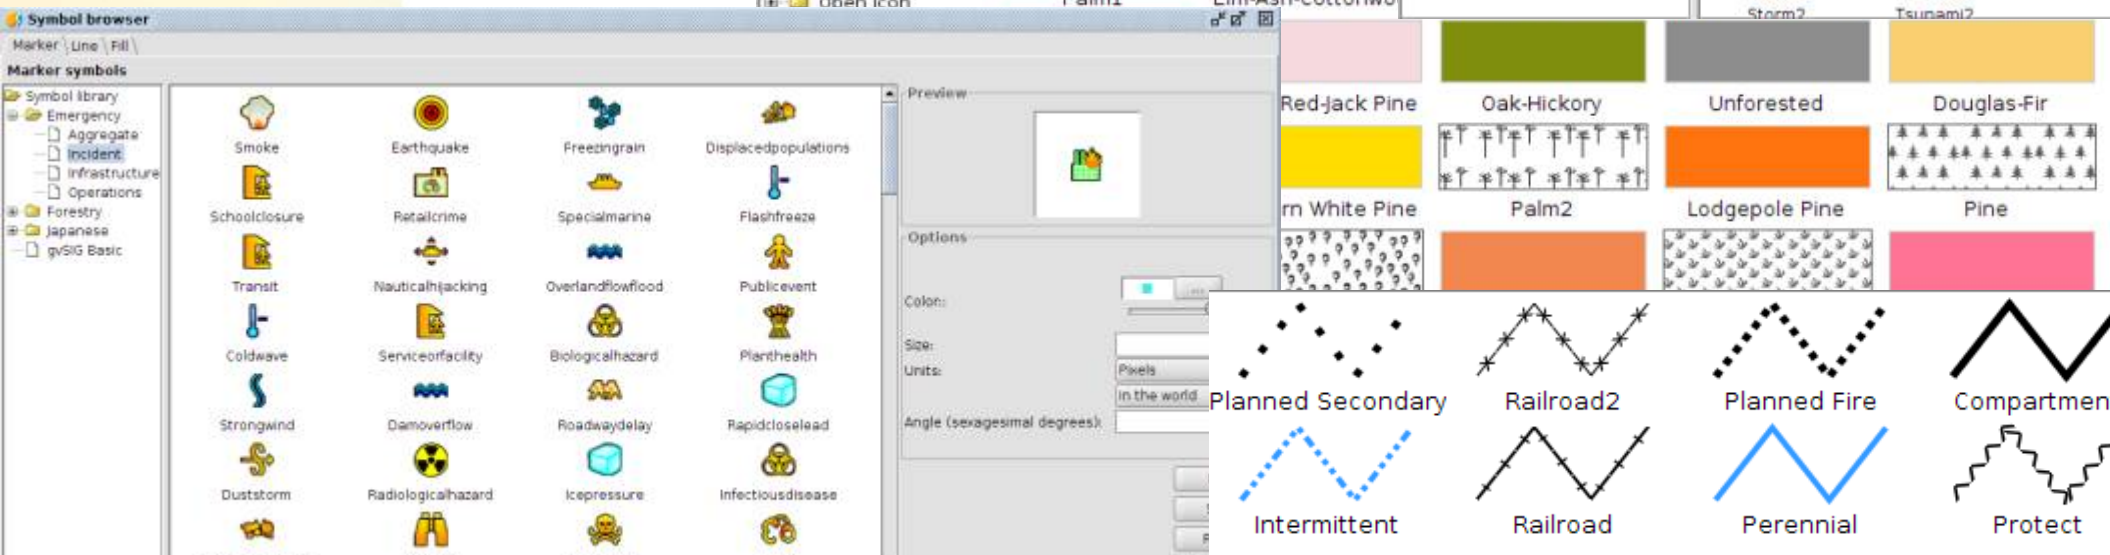 Open Icon
Palm1
Storm2 Tsunami2
Symbol browser
Marker Line Fill
Marker symbols
Symbol library
Emergency
Aggregate
Incident
Infrastructure
Operations
Forestry
Japanese
gvSIG Basic
Smoke Earthquake Freezingrain Displacedpopulations
Schoolclosure Retailcrime Specialmarine Flashfreeze
Transit Nauticalhijacking Overlandflowflood Publicevent
Coldwave Serviceorfacility Biologicalhazard Planthealth
Strongwind Damoverflow Roadwaydelay Rapidcloselead
Duststorm Radiologicalhazard Icepressure Infectiousdisease
Preview
Options
Color:
...
Size:
Units:
Pixels
in the world
Angle (sexagesimal degrees):
Red-Jack Pine Oak-Hickory Unforested Douglas-Fir
rn White Pine Palm2 Lodgepole Pine Pine
Planned Secondary Railroad2 Planned Fire Compartmen
Intermittent Railroad Perennial Protect